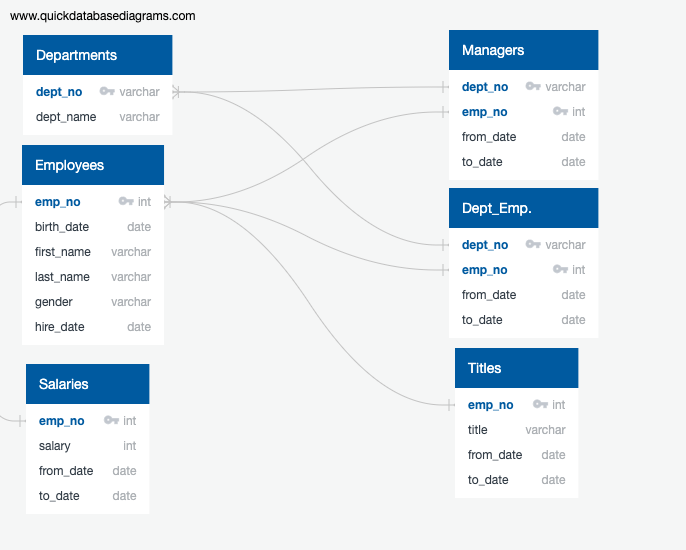 www.quickdatabasediagrams.com
Departments
dept_no varchar
dept_name varchar
Employees
emp_no int
birth_date date
first_name varchar
last_name varchar
gender varchar
hire_date date
Salaries
emp_no int
salary int
from_date date
to_date date
Managers
dept_no varchar
emp_no int
from_date date
to_date date
Dept_Emp.
dept_no varchar
emp_no int
from_date date
to_date date
Titles
emp_no int
title varchar
from_date date
to_date date